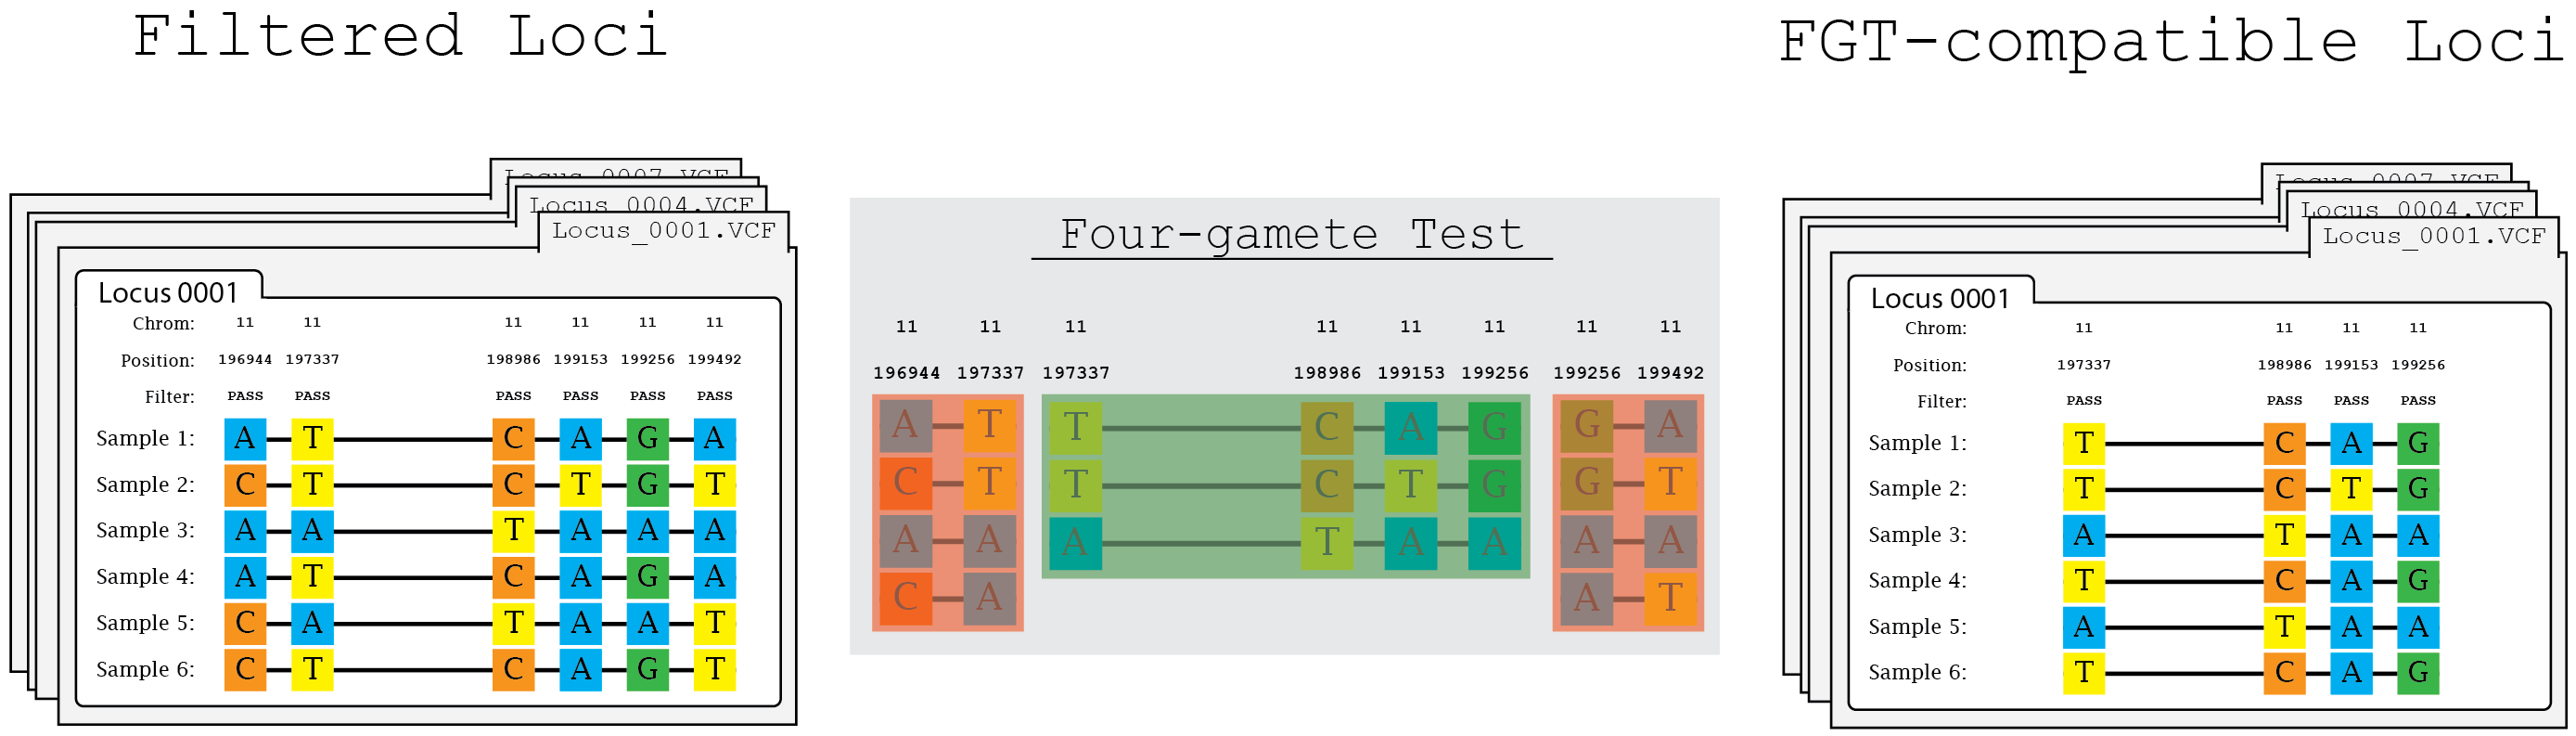 Filtered Loci
Locus_0007.VCF
Locus_0004.VCF
Locus_0001.VCF
Locus 0001
Chrom: 11 11 11 11 11 11
Position: 196944 197337 198986 199153 199256 199492
Filter: PASS PASS PASS PASS PASS PASS
Sample 1: A T C A G A
Sample 2: C T C T G T
Sample 3: A A T A A A
Sample 4: A T C A G A
Sample 5: C A T A A T
Sample 6: C T C A G T
Four-gamete Test
11 11 11 11 11 11 11 11
196944 197337 197337 198986 199153 199256 199256 199492
A T T C A G G A
C T T C T G G T
A A A T A A A A
C A A T
FGT-compatible Loci
Locus_0007.VCF
Locus_0004.VCF
Locus_0001.VCF
Locus 0001
Chrom: 11 11 11 11
Position: 197337 198986 199153 199256
Filter: PASS PASS PASS PASS
Sample 1: T C A G
Sample 2: T C T G
Sample 3: A T A A
Sample 4: T C A G
Sample 5: A T A A
Sample 6: T C A G